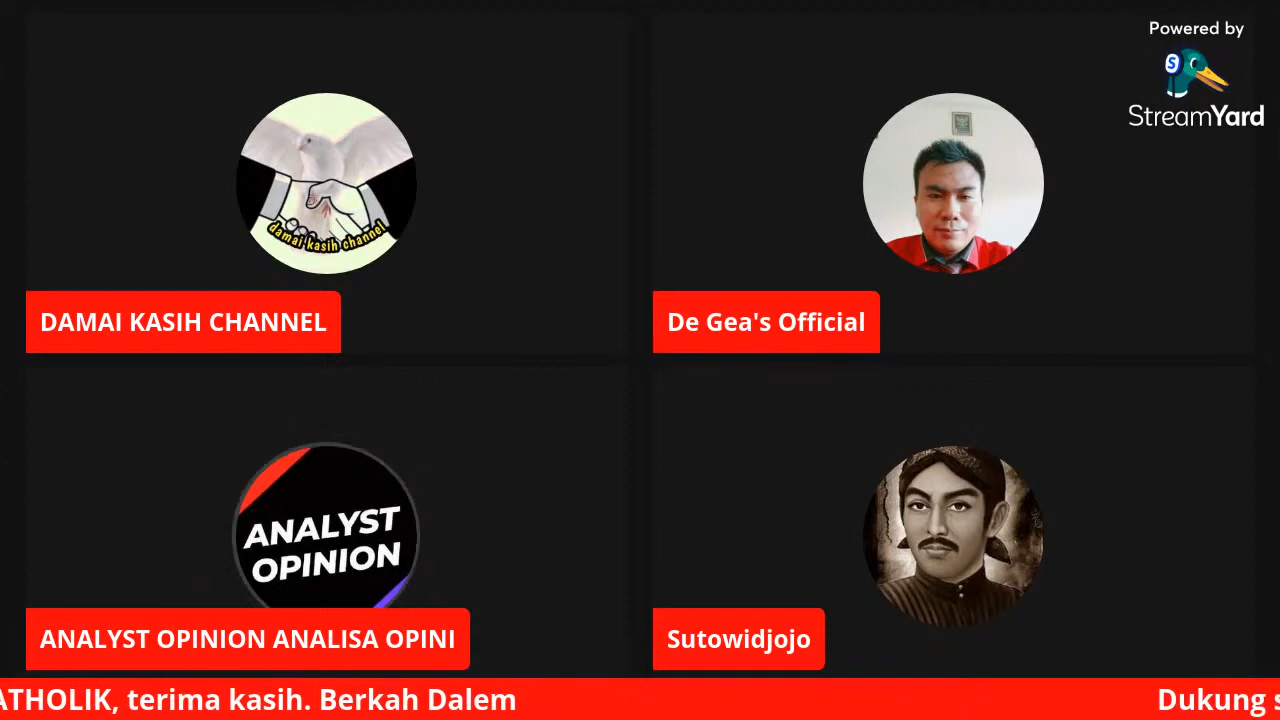 Powered by
S
StreamYard
damai kasih channel
DAMAI KASIH CHANNEL
De Gea's Official
ANALYST
OPINION
ANALYST OPINION ANALISA OPINI
Sutowidjojo
ATHOLIK, terima kasih. Berkah Dalem
Dukung s